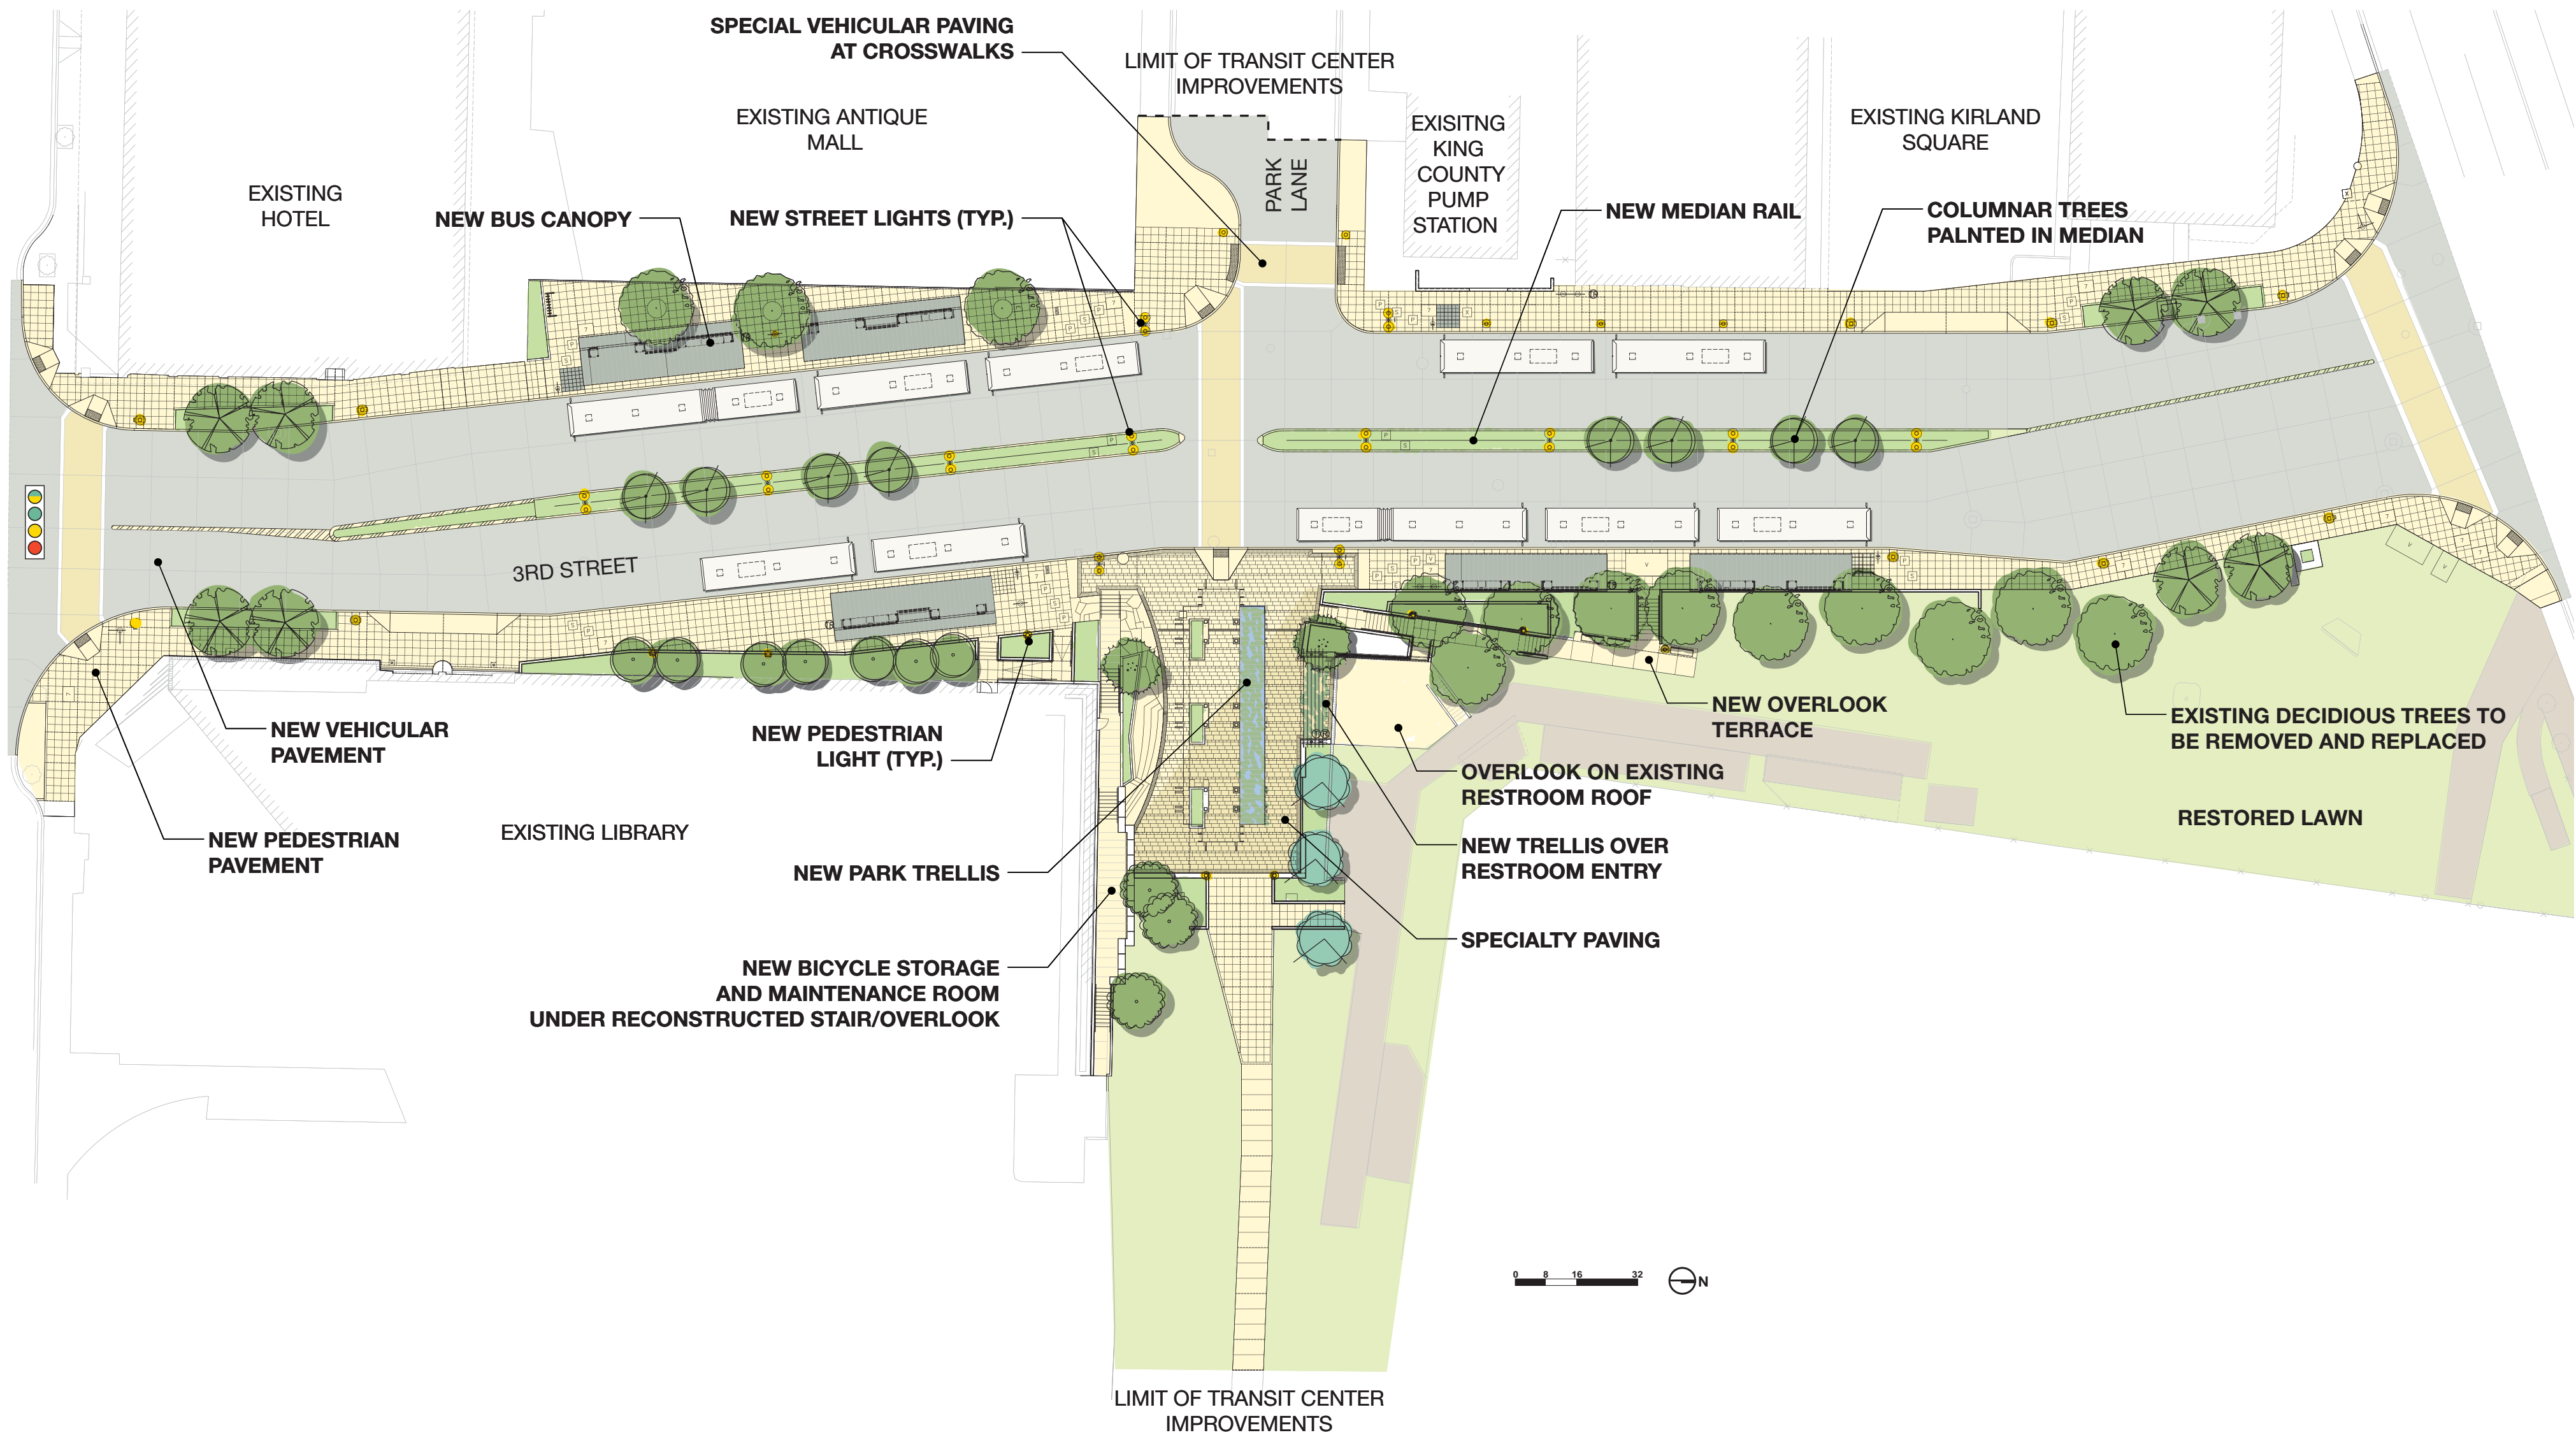 SPECIAL VEHICULAR PAVING
AT CROSSWALKS
LIMIT OF TRANSIT CENTER
IMPROVEMENTS
EXISTING ANTIQUE
MALL
EXISITNG
KING
COUNTY
PUMP
STATION
EXISTING KIRLAND
SQUARE
PARK
LANE
EXISTING
HOTEL
NEW BUS CANOPY
NEW STREET LIGHTS (TYP.)
NEW MEDIAN RAIL
COLUMNAR TREES
PALNTED IN MEDIAN
3RD STREET
NEW VEHICULAR
PAVEMENT
NEW PEDESTRIAN
LIGHT (TYP.)
NEW OVERLOOK
TERRACE
EXISTING DECIDIOUS TREES TO
BE REMOVED AND REPLACED
OVERLOOK ON EXISTING
RESTROOM ROOF
RESTORED LAWN
NEW PEDESTRIAN
PAVEMENT
EXISTING LIBRARY
NEW TRELLIS OVER
RESTROOM ENTRY
NEW PARK TRELLIS
SPECIALTY PAVING
NEW BICYCLE STORAGE
AND MAINTENANCE ROOM
UNDER RECONSTRUCTED STAIR/OVERLOOK
0 8 16 32
N
LIMIT OF TRANSIT CENTER
IMPROVEMENTS